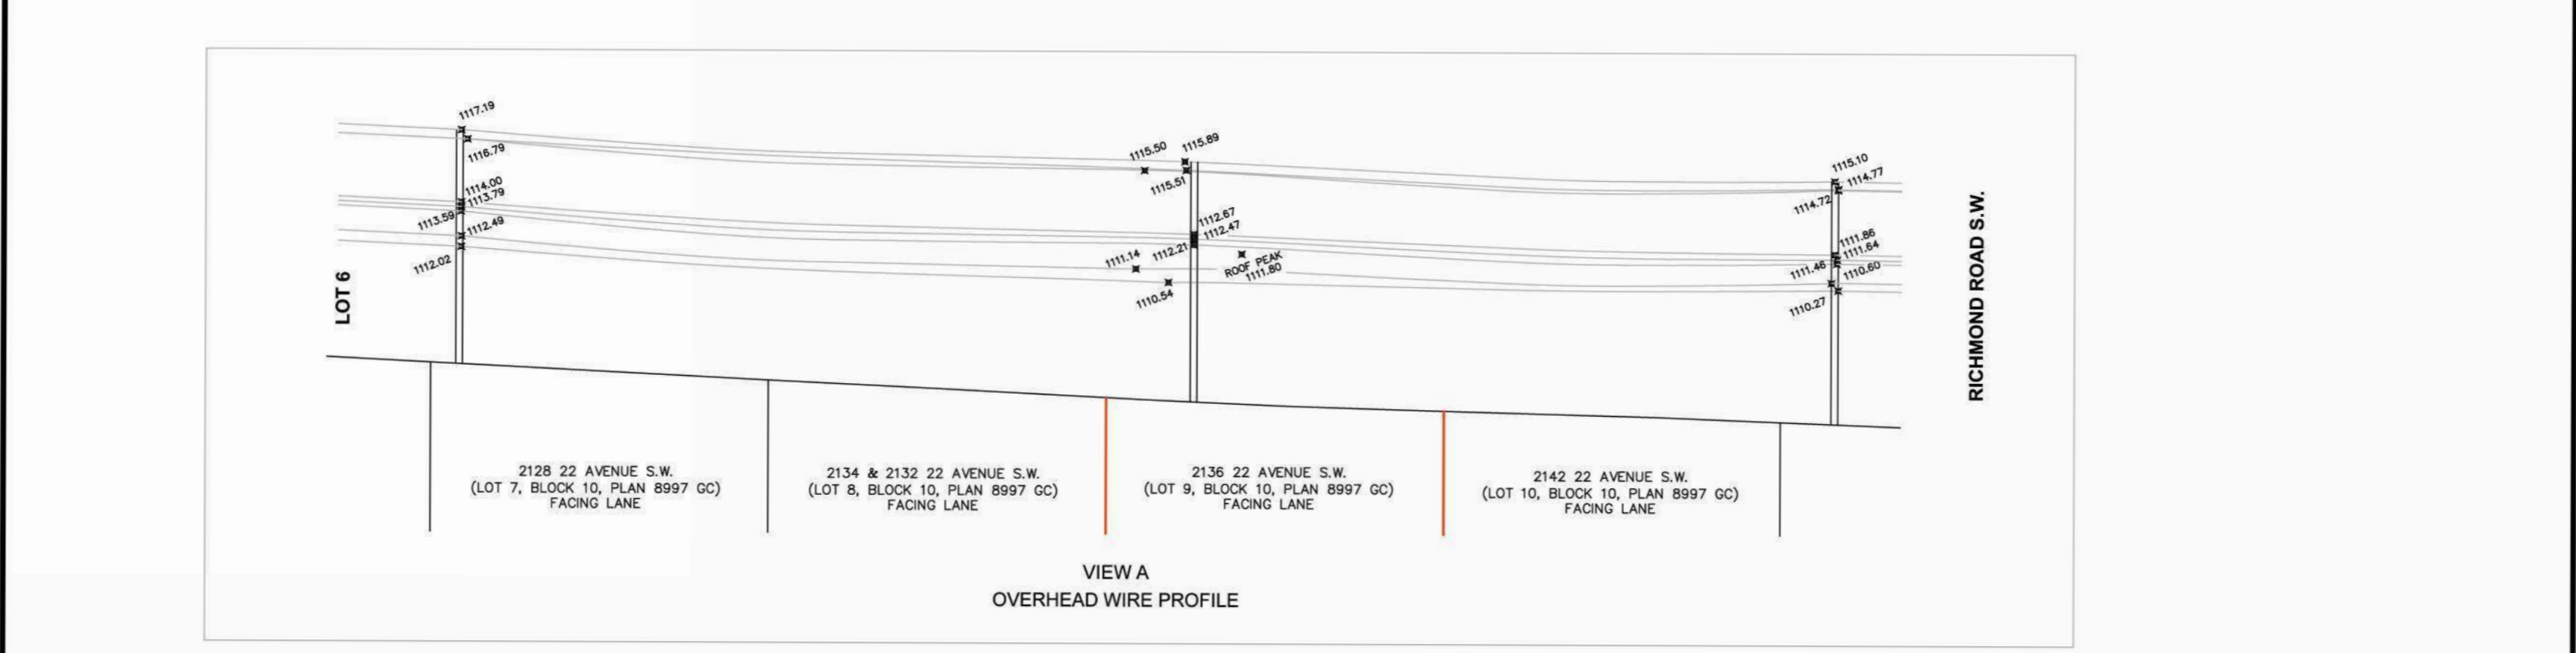 1117.19
1116.79
1114.00
1113.79
1113.59
1112.49
1112.02
1115.50
1115.89
1115.51
1112.67
1112.47
1112.21
1111.14
1110.54
ROOF PEAK
1111.80
1115.10
1114.77
1114.72
1111.86
1111.64
1111.46
1110.60
1110.27
LOT 6
RICHMOND ROAD S.W.
2128 22 AVENUE S.W.
(LOT 7, BLOCK 10, PLAN 8997 GC)
FACING LANE
2134 & 2132 22 AVENUE S.W.
(LOT 8, BLOCK 10, PLAN 8997 GC)
FACING LANE
2136 22 AVENUE S.W.
(LOT 9, BLOCK 10, PLAN 8997 GC)
FACING LANE
2142 22 AVENUE S.W.
(LOT 10, BLOCK 10, PLAN 8997 GC)
FACING LANE
VIEW A
OVERHEAD WIRE PROFILE